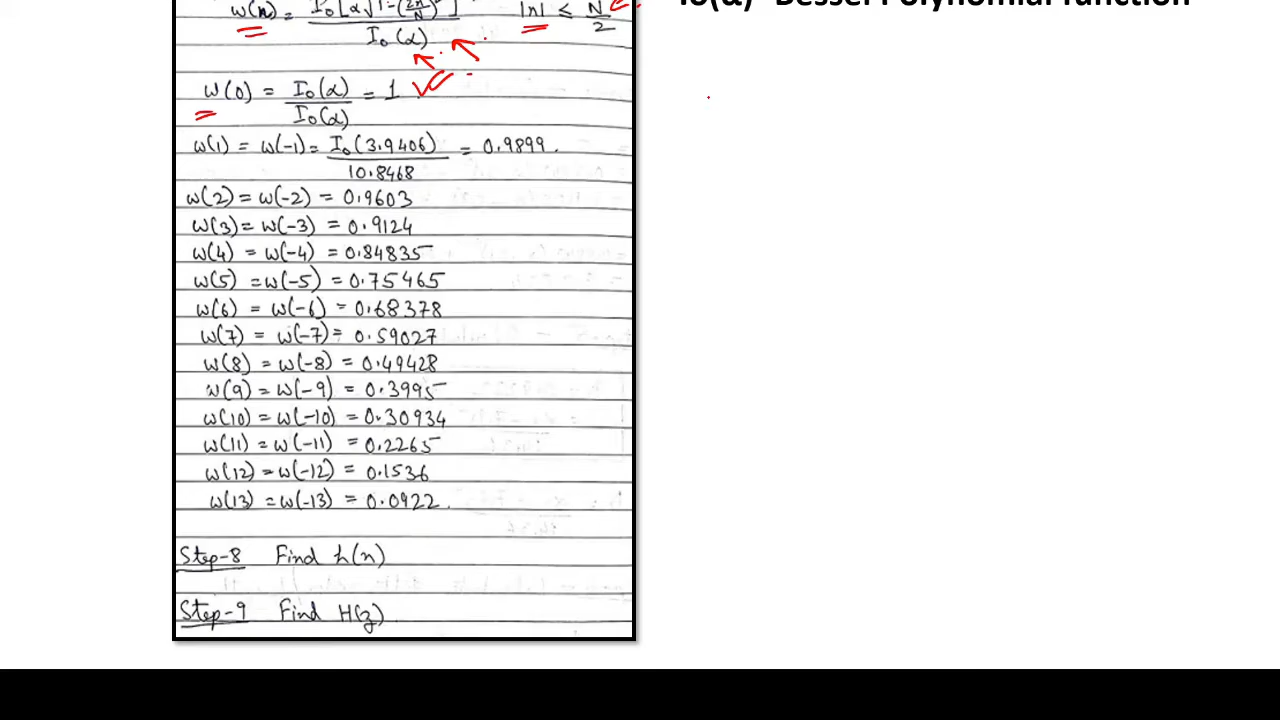 w(n) = I₀[α√1-(2n/N)²] / I₀(α) |n| ≤ N/2
I₀(α) Bessel Polynomial function
w(0) = I₀(α) / I₀(α) = 1
w(1) = w(-1) = I₀(3.9406) / 10.8468 = 0.9899.
w(2) = w(-2) = 0.9603
w(3) = w(-3) = 0.9124
w(4) = w(-4) = 0.84835
w(5) = w(-5) = 0.75465
w(6) = w(-6) = 0.68378
w(7) = w(-7) = 0.59027
w(8) = w(-8) = 0.49428
w(9) = w(-9) = 0.3995
w(10) = w(-10) = 0.30934
w(11) = w(-11) = 0.2265
w(12) = w(-12) = 0.1536
w(13) = w(-13) = 0.0922.
Step-8 Find h(n)
Step-9 Find H(z)